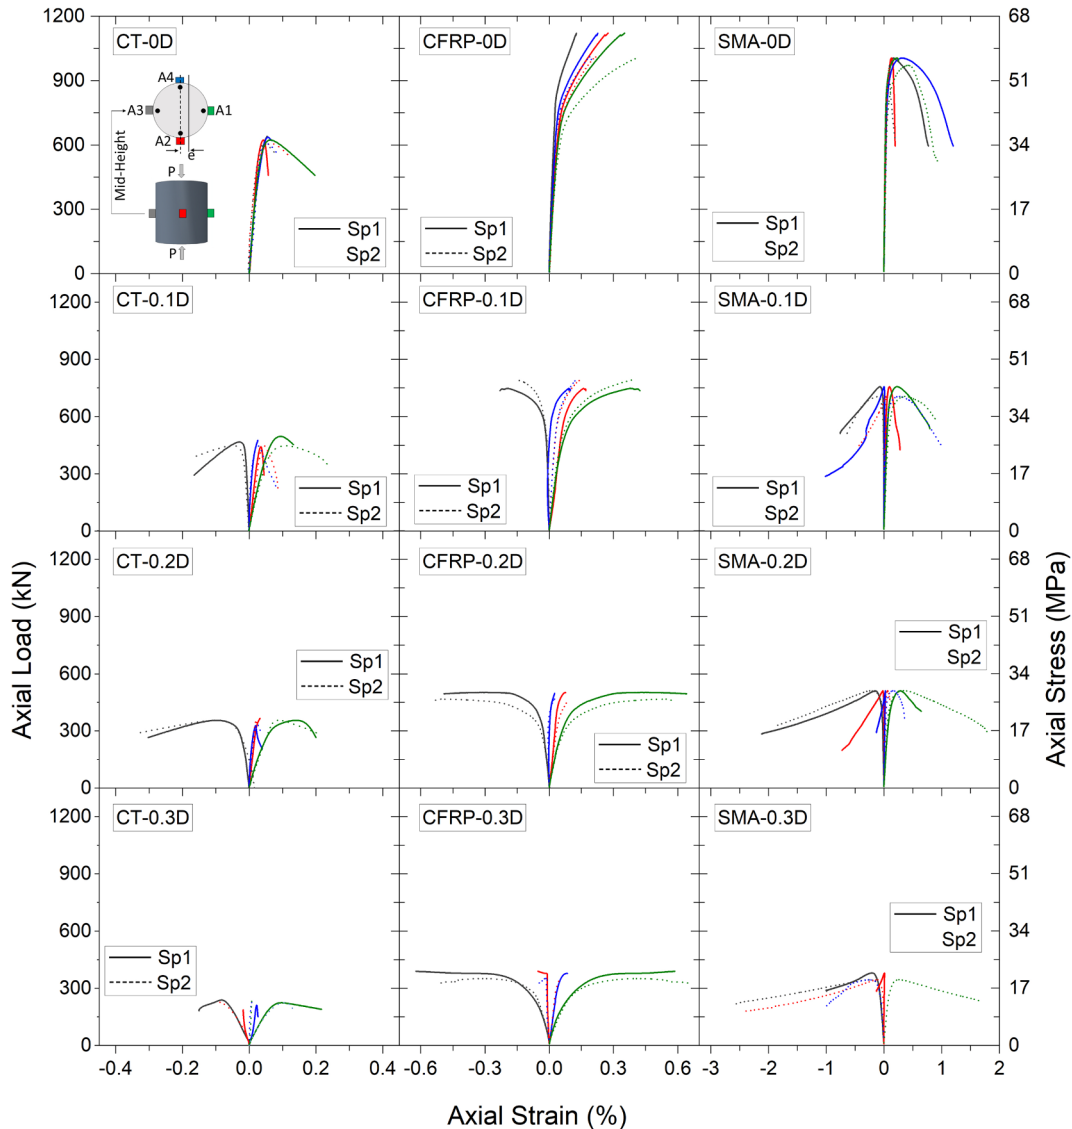 1200
900
600
300
0
CT-0D
A4
A3
A1
A2
e
P
Mid-Height
P
Sp1
Sp2
CFRP-0D
Sp1
Sp2
SMA-0D
Sp1
Sp2
68
51
34
17
0
1200
900
600
300
0
CT-0.1D
Sp1
Sp2
CFRP-0.1D
Sp1
Sp2
SMA-0.1D
Sp1
Sp2
68
51
34
17
0
Axial Load (kN)
1200
900
600
300
0
CT-0.2D
Sp1
Sp2
CFRP-0.2D
Sp1
Sp2
SMA-0.2D
Sp1
Sp2
68
51
34
17
0
Axial Stress (MPa)
1200
900
600
300
0
CT-0.3D
Sp1
Sp2
CFRP-0.3D
Sp1
Sp2
SMA-0.3D
Sp1
Sp2
68
51
34
17
0
-0.4 -0.2 0.0 0.2 0.4
-0.6 -0.3 0.0 0.3 0.6
-3 -2 -1 0 1 2
Axial Strain (%)